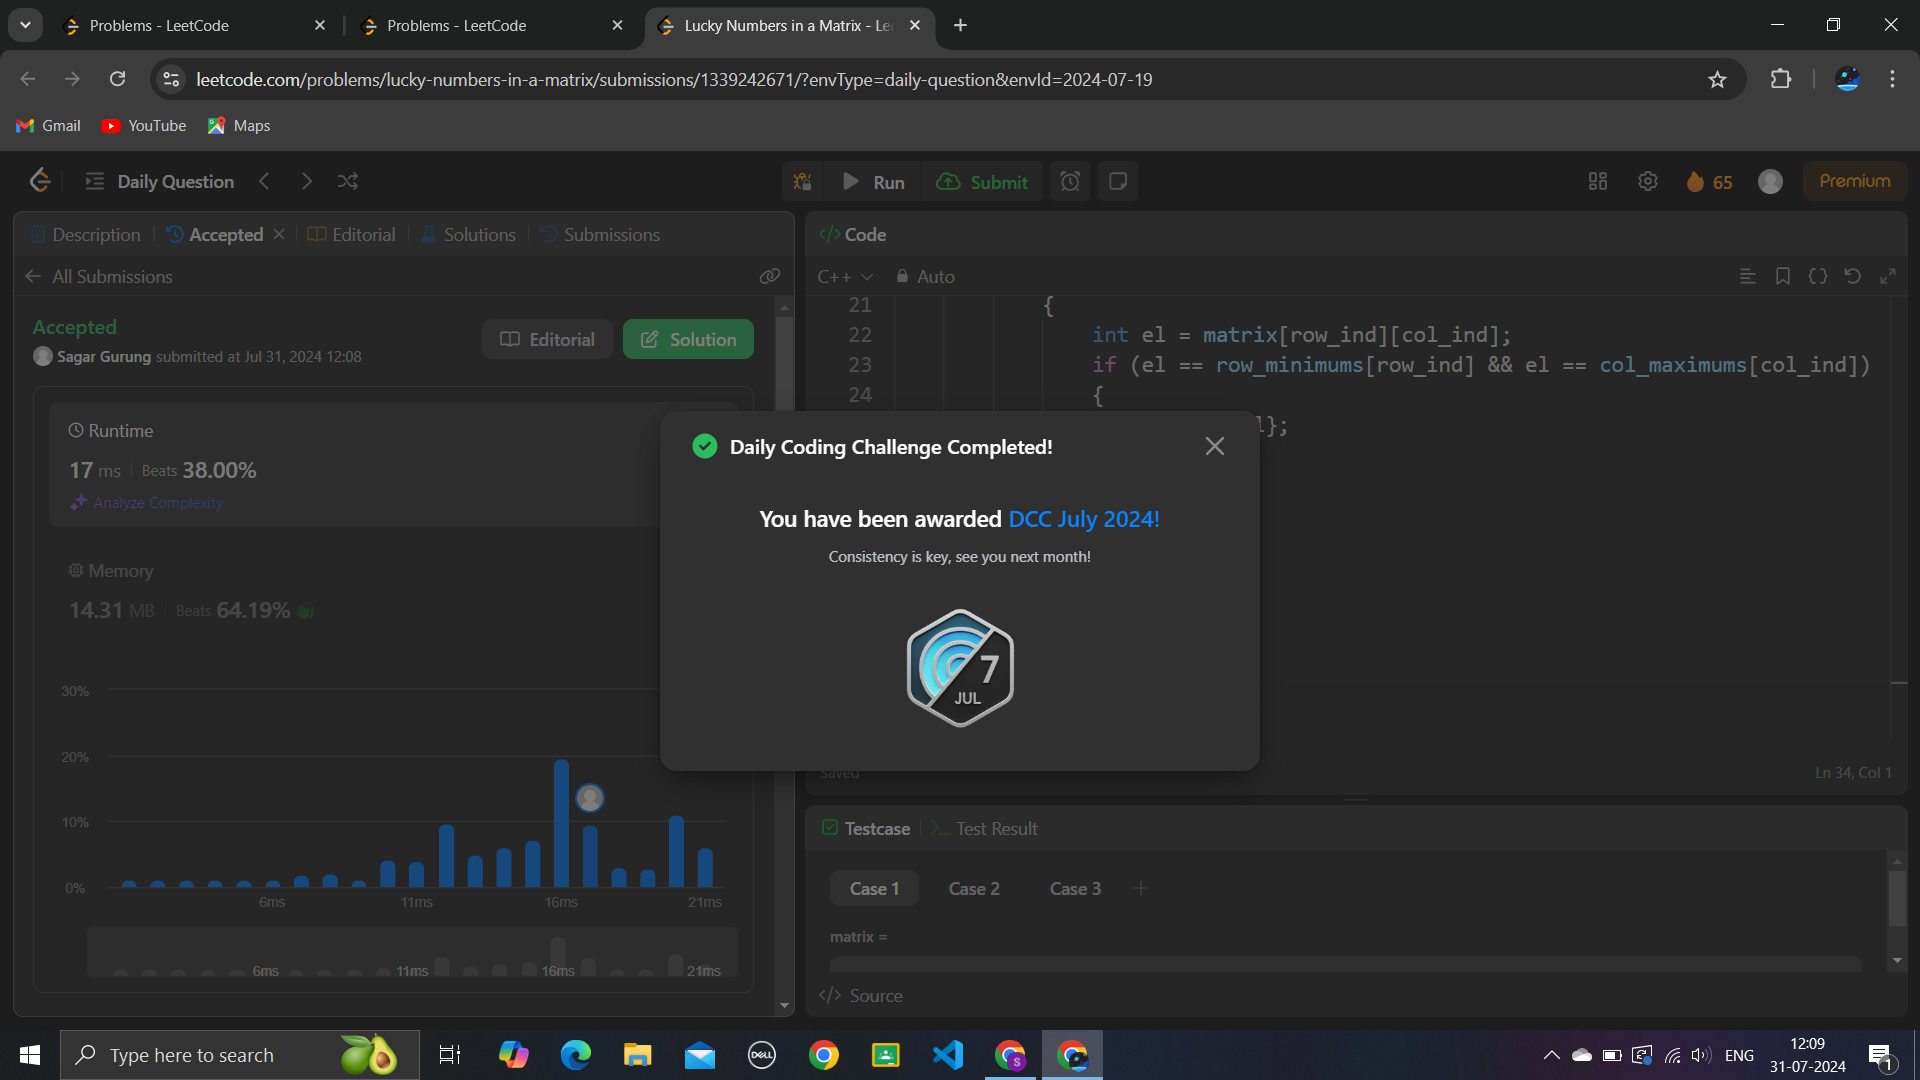 Problems - LeetCode
Problems - LeetCode
Lucky Numbers in a Matrix - Le
leetcode.com/problems/lucky-numbers-in-a-matrix/submissions/1339242671/?envType=daily-question&envId=2024-07-19
Gmail YouTube Maps
Daily Question
Run
Submit
65
Premium
Description
Accepted
Editorial
Solutions
Submissions
All Submissions
Accepted
Sagar Gurung submitted at Jul 31, 2024 12:08
Editorial
Solution
Runtime
17 ms Beats 38.00%
Analyze Complexity
Memory
14.31 MB Beats 64.19%
30%
20%
10%
0%
6ms 11ms 16ms 21ms
6ms 11ms 16ms 21ms
</> Code
C++ Auto
21 {
22 int el = matrix[row_ind][col_ind];
23 if (el == row_minimums[row_ind] && el == col_maximums[col_ind])
24 {
l};
Saved
Ln 34, Col 1
Daily Coding Challenge Completed!
You have been awarded DCC July 2024!
Consistency is key, see you next month!
7
JUL
Testcase
Test Result
Case 1 Case 2 Case 3 +
matrix =
</> Source
Type here to search
DELL
S
ENG
12:09
31-07-2024
1